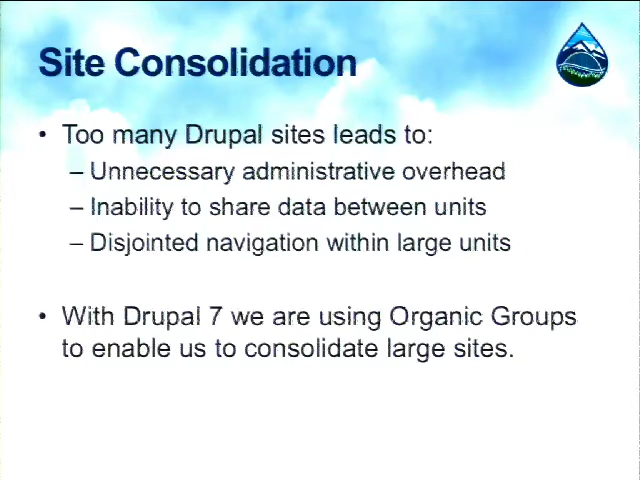 Site Consolidation
• Too many Drupal sites leads to:
– Unnecessary administrative overhead
– Inability to share data between units
– Disjointed navigation within large units
• With Drupal 7 we are using Organic Groups
to enable us to consolidate large sites.